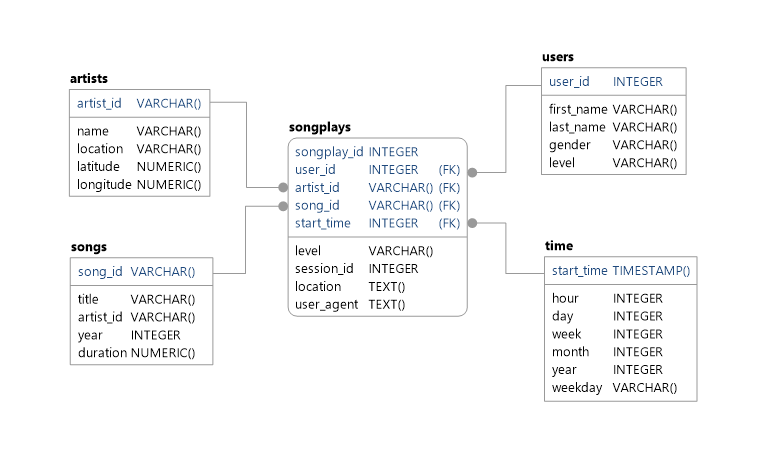 artists
artist_id VARCHAR()
name VARCHAR()
location VARCHAR()
latitude NUMERIC()
longitude NUMERIC()
songs
song_id VARCHAR()
title VARCHAR()
artist_id VARCHAR()
year INTEGER
duration NUMERIC()
songplays
songplay_id INTEGER
user_id INTEGER (FK)
artist_id VARCHAR() (FK)
song_id VARCHAR() (FK)
start_time INTEGER (FK)
level VARCHAR()
session_id INTEGER
location TEXT()
user_agent TEXT()
users
user_id INTEGER
first_name VARCHAR()
last_name VARCHAR()
gender VARCHAR()
level VARCHAR()
time
start_time TIMESTAMP()
hour INTEGER
day INTEGER
week INTEGER
month INTEGER
year INTEGER
weekday VARCHAR()